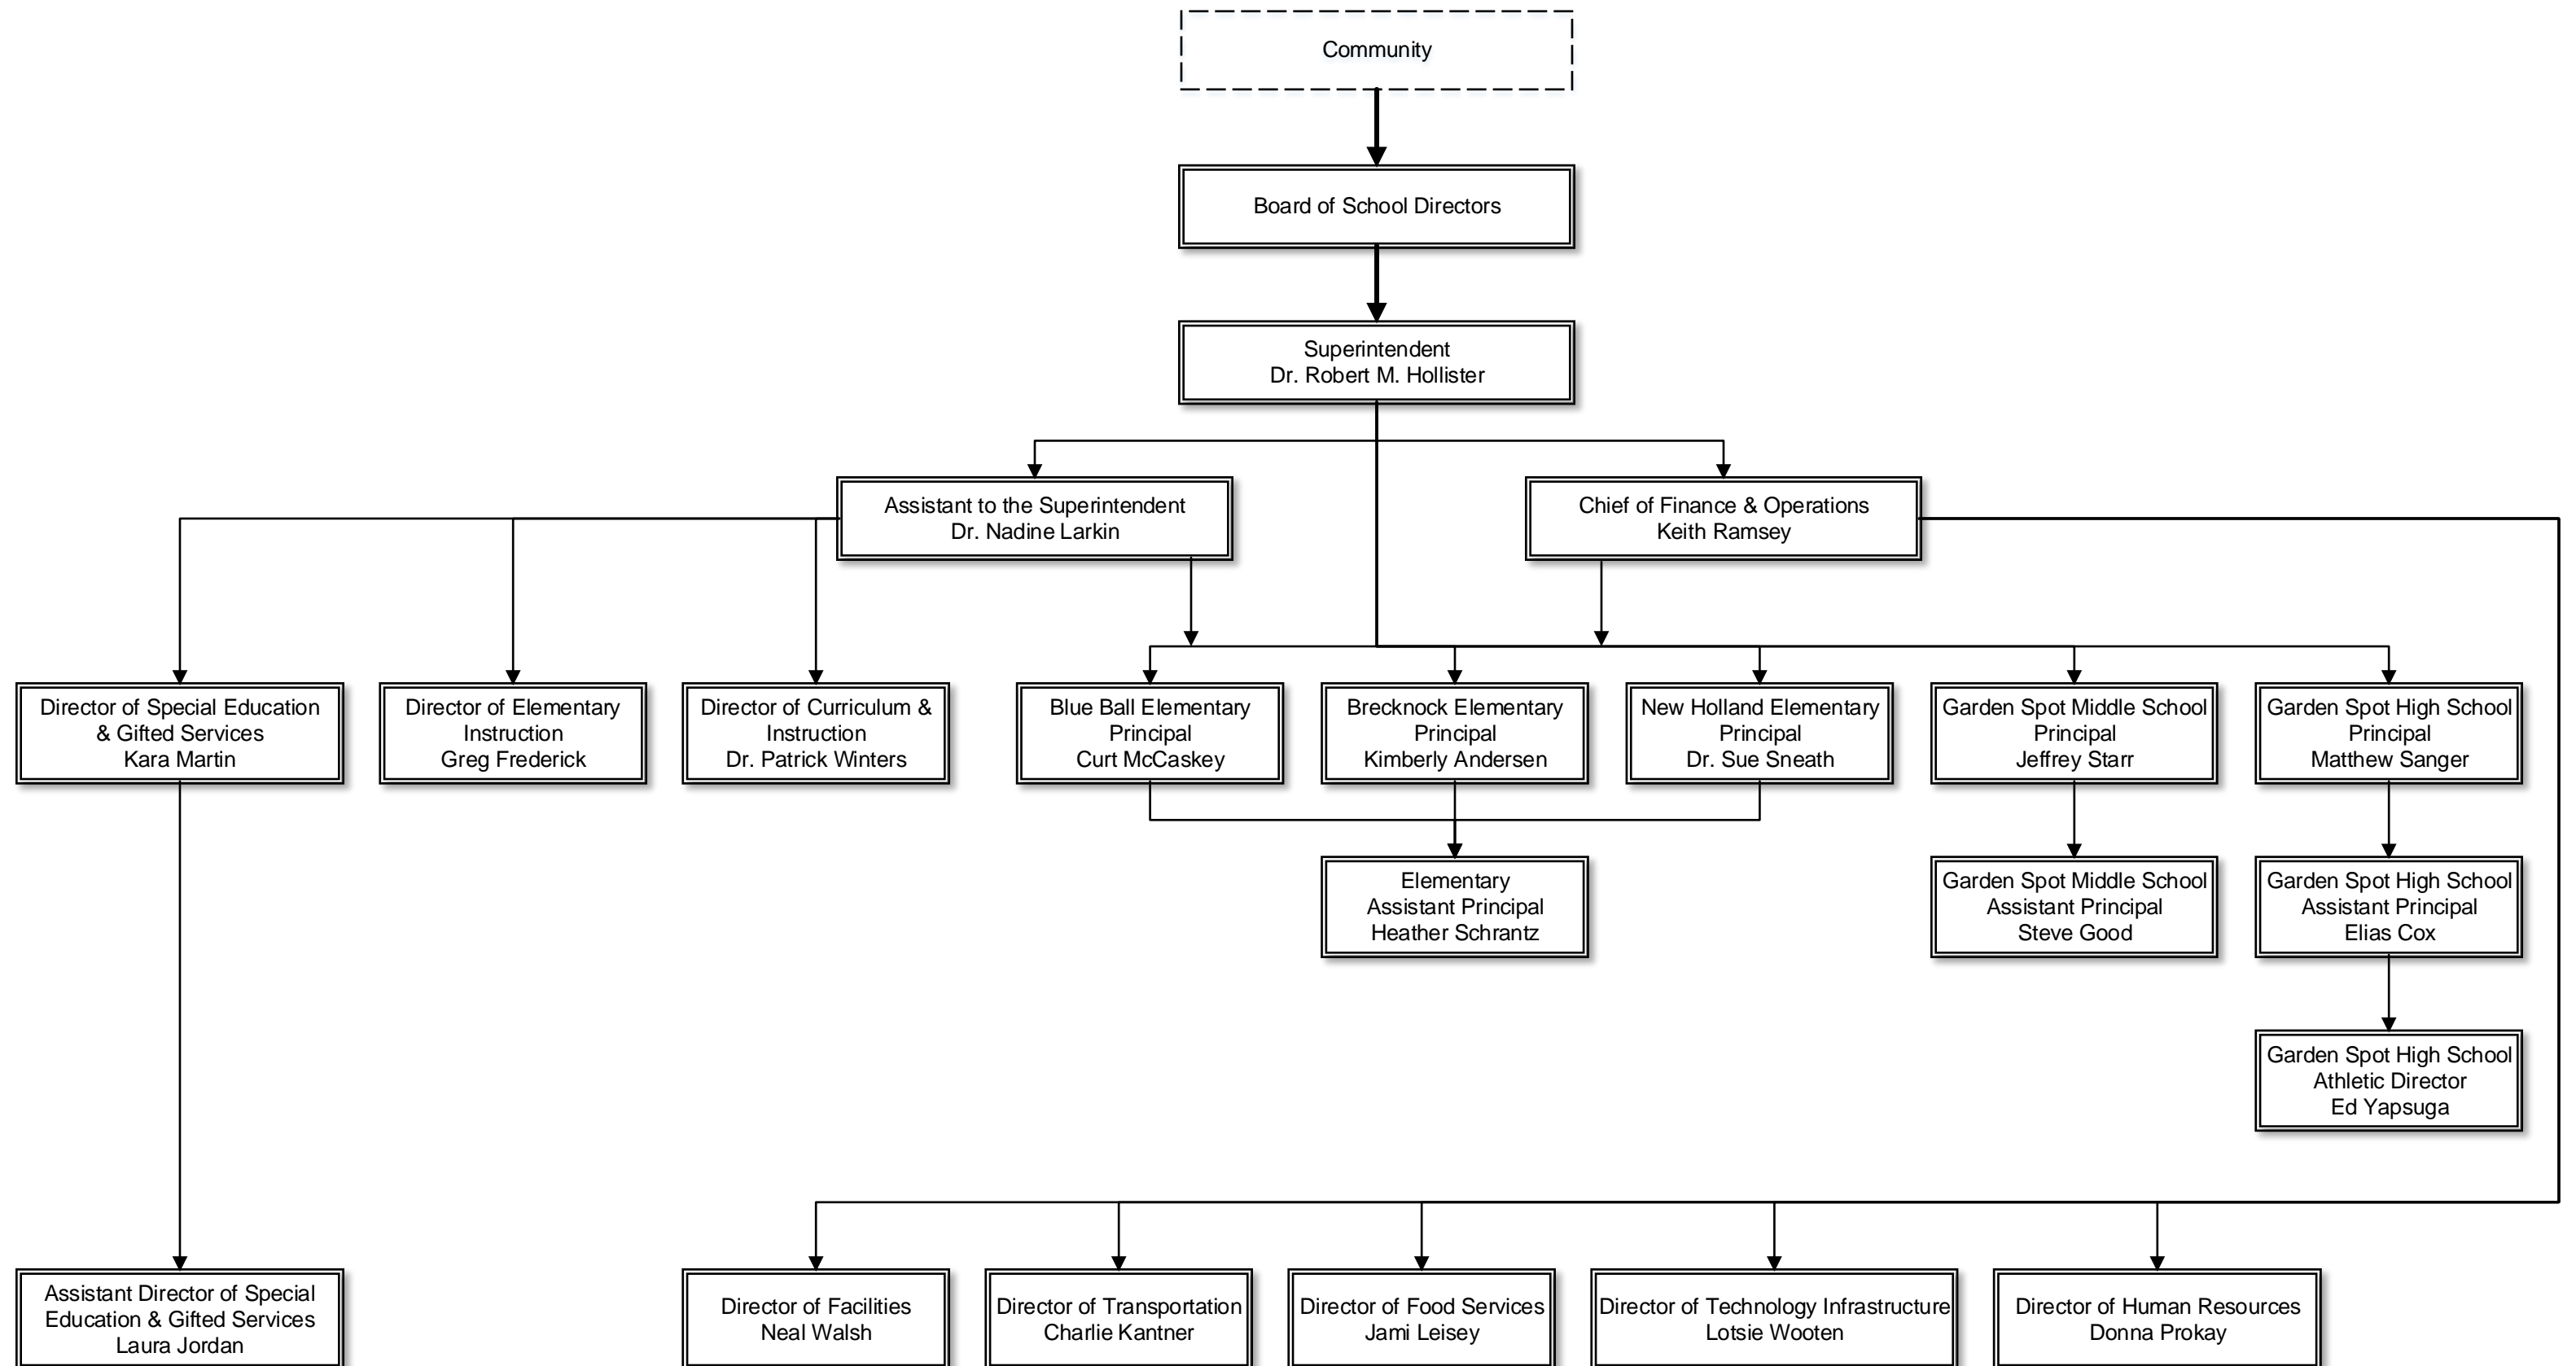 Community
Board of School Directors
Superintendent
Dr. Robert M. Hollister
Assistant to the Superintendent
Dr. Nadine Larkin
Chief of Finance & Operations
Keith Ramsey
Director of Special Education
& Gifted Services
Kara Martin
Director of Elementary
Instruction
Greg Frederick
Director of Curriculum &
Instruction
Dr. Patrick Winters
Blue Ball Elementary
Principal
Curt McCaskey
Brecknock Elementary
Principal
Kimberly Andersen
New Holland Elementary
Principal
Dr. Sue Sneath
Garden Spot Middle School
Principal
Jeffrey Starr
Garden Spot High School
Principal
Matthew Sanger
Elementary
Assistant Principal
Heather Schrantz
Garden Spot Middle School
Assistant Principal
Steve Good
Garden Spot High School
Assistant Principal
Elias Cox
Garden Spot High School
Athletic Director
Ed Yapsuga
Assistant Director of Special
Education & Gifted Services
Laura Jordan
Director of Facilities
Neal Walsh
Director of Transportation
Charlie Kantner
Director of Food Services
Jami Leisey
Director of Technology Infrastructure
Lotsie Wooten
Director of Human Resources
Donna Prokay